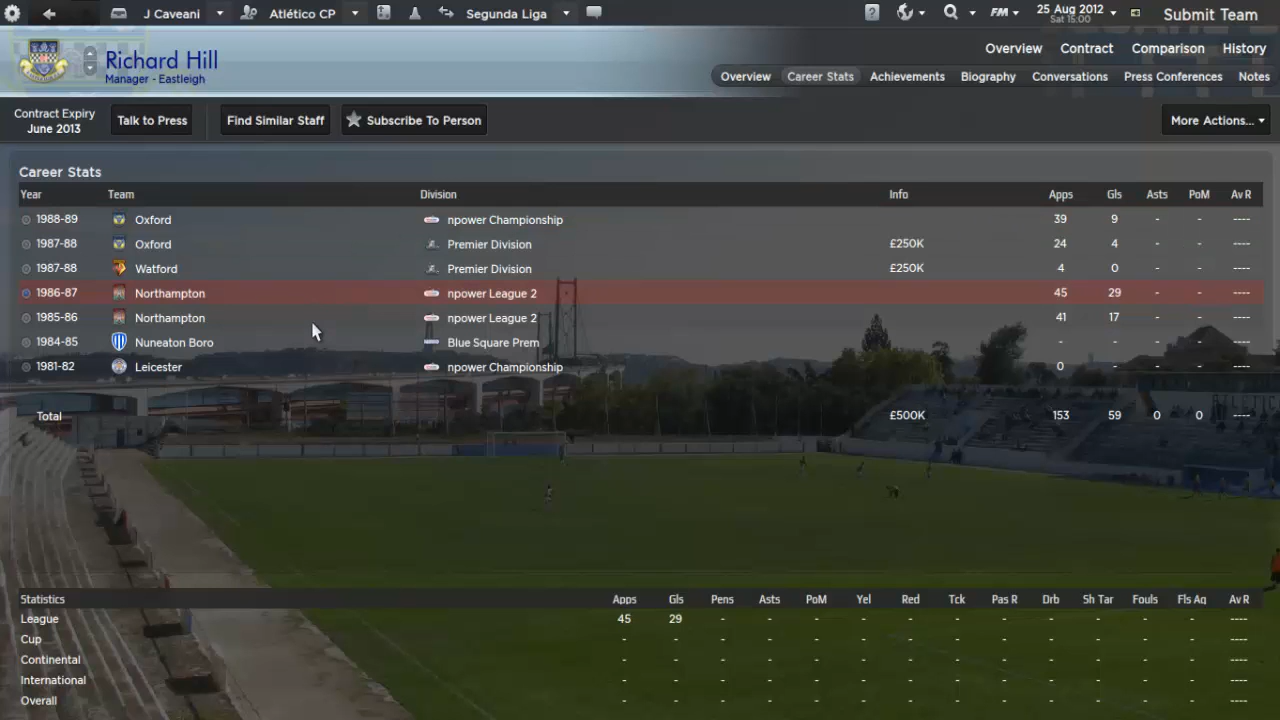 J Caveani Atlético CP Segunda Liga ? FM 25 Aug 2012 Sat 15:00 Submit Team
Richard Hill
Manager - Eastleigh
Overview Contract Comparison History
Overview Career Stats Achievements Biography Conversations Press Conferences Notes
Contract Expiry
June 2013
Talk to Press Find Similar Staff Subscribe To Person More Actions...
Career Stats
Year Team Division Info Apps Gls Asts PoM Av R
1988-89 Oxford npower Championship 39 9 - - ----
1987-88 Oxford Premier Division £250K 24 4 - - ----
1987-88 Watford Premier Division £250K 4 0 - - ----
1986-87 Northampton npower League 2 45 29 - - ----
1985-86 Northampton npower League 2 41 17 - - ----
1984-85 Nuneaton Boro Blue Square Prem - - - - ----
1981-82 Leicester npower Championship 0 - - - ----
Total £500K 153 59 0 0 ----
Statistics Apps Gls Pens Asts PoM Yel Red Tck Pas R Drb Sh Tar Fouls Fls Ag Av R
League 45 29 - - - - - - - - - - - ----
Cup - - - - - - - - - - - - - ----
Continental - - - - - - - - - - - - - ----
International - - - - - - - - - - - - - ----
Overall - - - - - - - - - - - - - ----